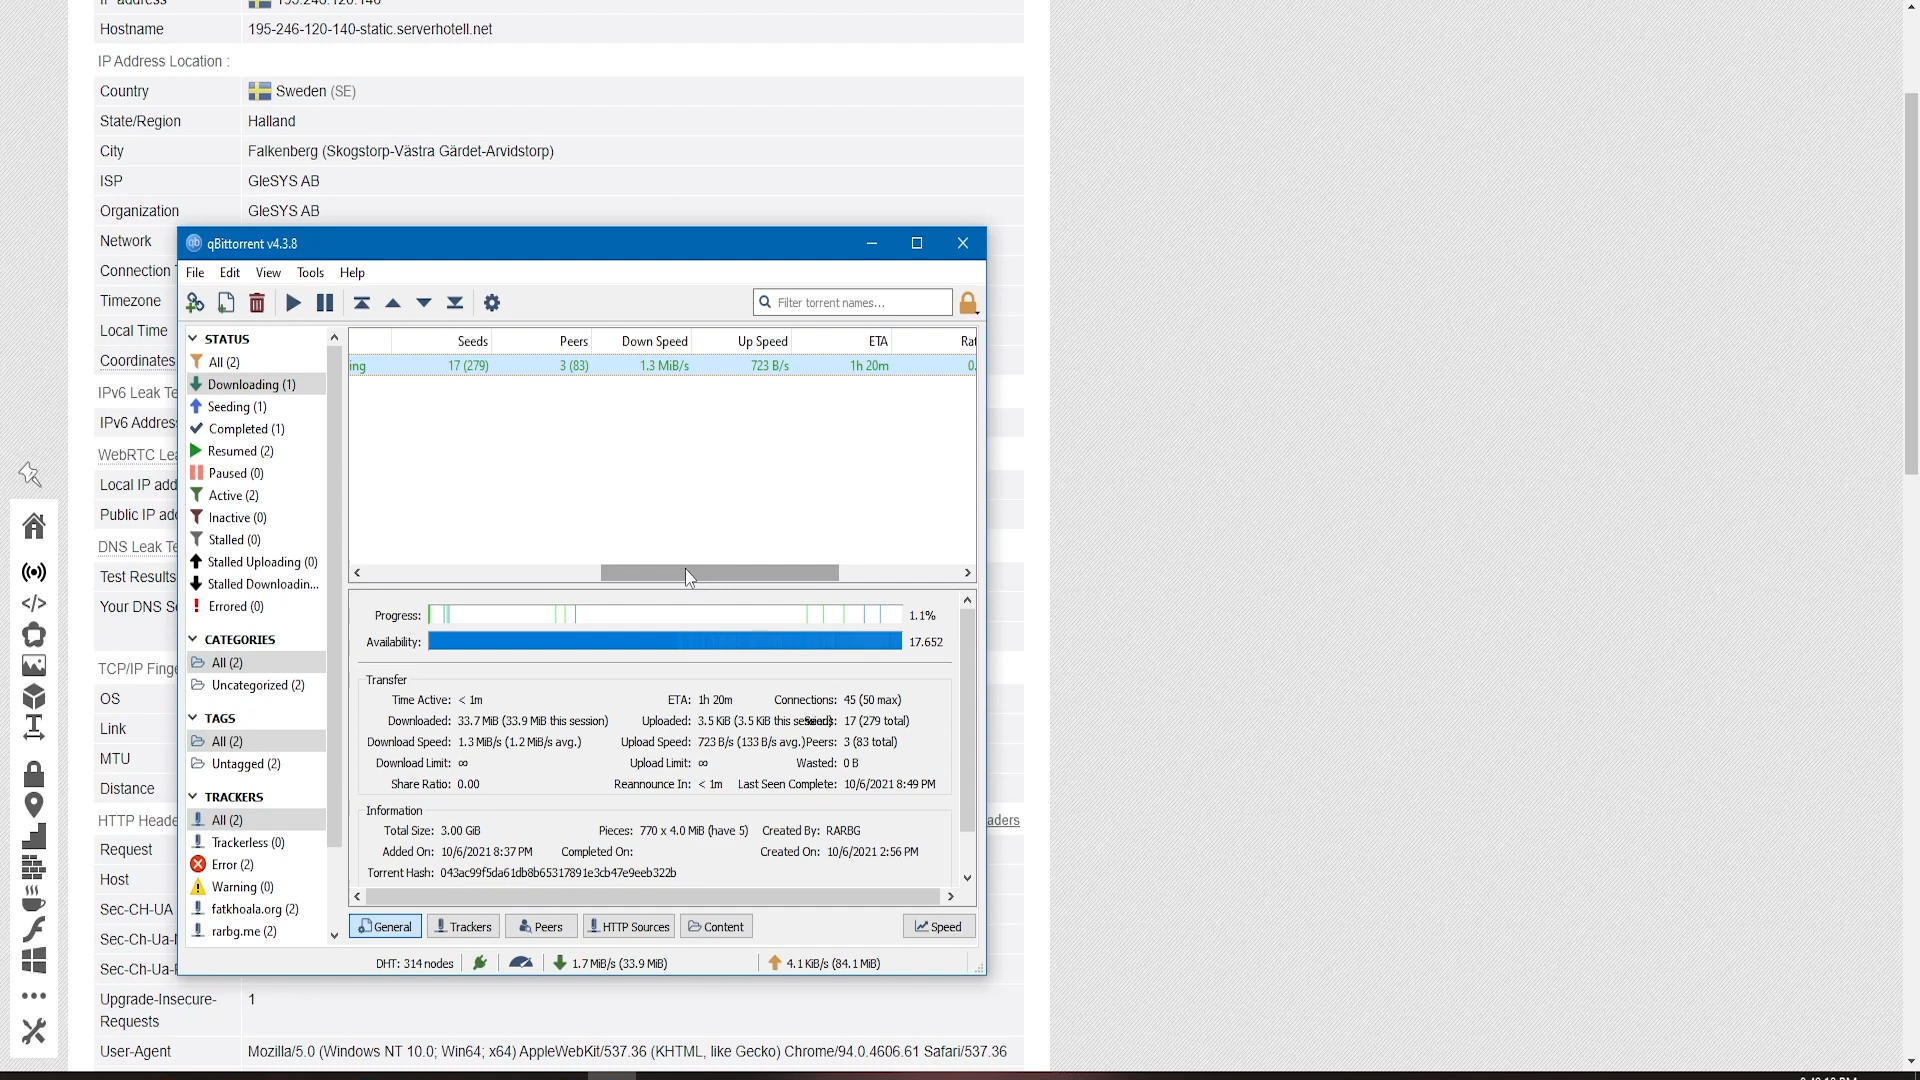 Hostname 195-246-120-140-static.serverhotell.net
IP Address Location :
Country Sweden (SE)
State/Region Halland
City Falkenberg (Skogstorp-Västra Gärdet-Arvidstorp)
ISP GleSYS AB
Organization GleSYS AB
Network
Connection
Timezone
Local Time
Coordinates
IPv6 Leak Te
IPv6 Addres
WebRTC Lea
Local IP add
Public IP add
DNS Leak Te
Test Results
Your DNS Se
TCP/IP Finge
OS
Link
MTU
Distance
HTTP Heade
aders
Request
Host
Sec-CH-UA
Sec-Ch-Ua-
Sec-Ch-Ua-
Upgrade-Insecure-
Requests
1
User-Agent Mozilla/5.0 (Windows NT 10.0; Win64; x64) AppleWebKit/537.36 (KHTML, like Gecko) Chrome/94.0.4606.61 Safari/537.36
qb qBittorrent v4.3.8
File Edit View Tools Help
Filter torrent names...
STATUS
All (2)
Downloading (1)
Seeding (1)
Completed (1)
Resumed (2)
Paused (0)
Active (2)
Inactive (0)
Stalled (0)
Stalled Uploading (0)
Stalled Downloadin...
Errored (0)
CATEGORIES
All (2)
Uncategorized (2)
TAGS
All (2)
Untagged (2)
TRACKERS
All (2)
Trackerless (0)
Error (2)
Warning (0)
fatkhoala.org (2)
rarbg.me (2)
Seeds Peers Down Speed Up Speed ETA Rat
ing 17 (279) 3 (83) 1.3 MiB/s 723 B/s 1h 20m 0.
Progress: 1.1%
Availability: 17.652
Transfer
Time Active: < 1m ETA: 1h 20m Connections: 45 (50 max)
Downloaded: 33.7 MiB (33.9 MiB this session) Uploaded: 3.5 KiB (3.5 KiB this session) Seeds: 17 (279 total)
Download Speed: 1.3 MiB/s (1.2 MiB/s avg.) Upload Speed: 723 B/s (133 B/s avg.) Peers: 3 (83 total)
Download Limit: ∞ Upload Limit: ∞ Wasted: 0 B
Share Ratio: 0.00 Reannounce In: < 1m Last Seen Complete: 10/6/2021 8:49 PM
Information
Total Size: 3.00 GiB Pieces: 770 x 4.0 MiB (have 5) Created By: RARBG
Added On: 10/6/2021 8:37 PM Completed On: Created On: 10/6/2021 2:56 PM
Torrent Hash: 043ac99f5da61db8b65317891e3cb47e9eeb322b
General Trackers Peers HTTP Sources Content Speed
DHT: 314 nodes 1.7 MiB/s (33.9 MiB) 4.1 KiB/s (84.1 MiB)